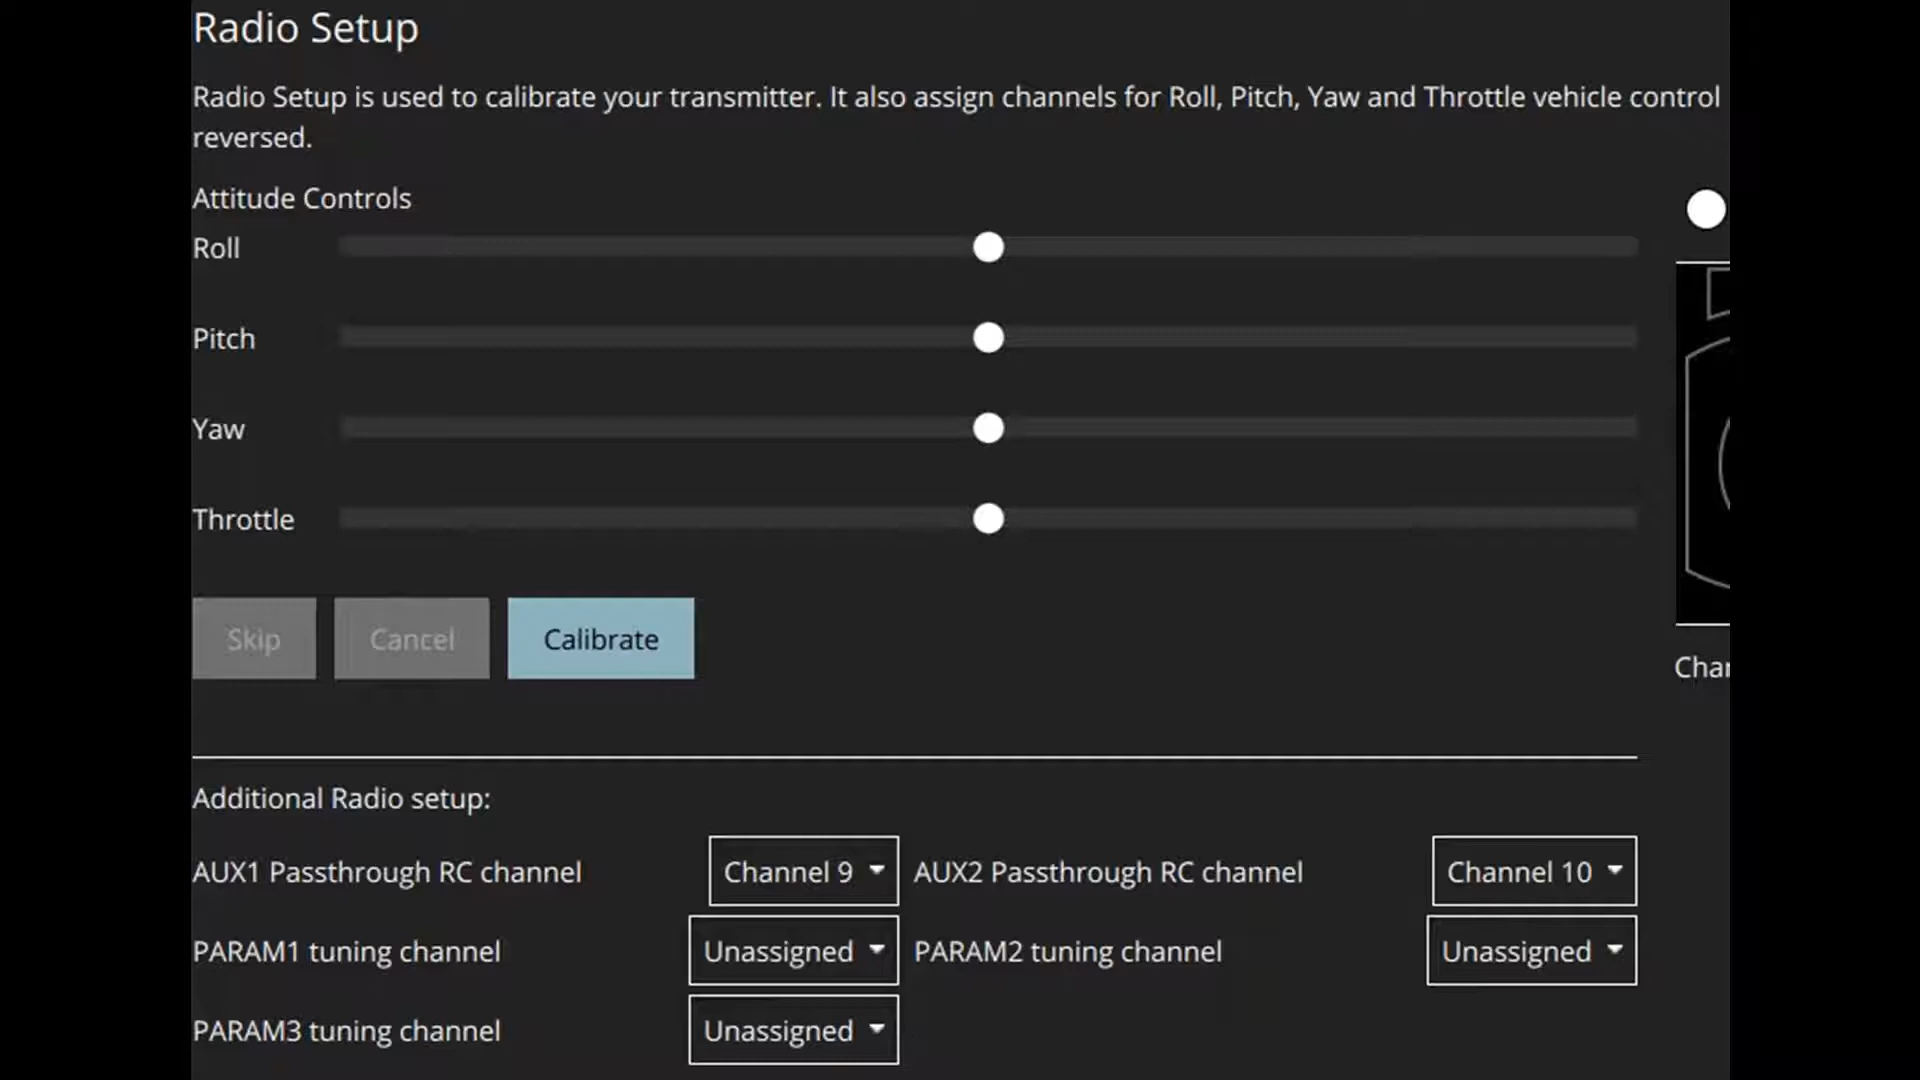 Radio Setup
Radio Setup is used to calibrate your transmitter. It also assign channels for Roll, Pitch, Yaw and Throttle vehicle control
reversed.
Attitude Controls
Roll
Pitch
Yaw
Throttle
Skip Cancel Calibrate
Additional Radio setup:
AUX1 Passthrough RC channel Channel 9 AUX2 Passthrough RC channel Channel 10
PARAM1 tuning channel Unassigned PARAM2 tuning channel Unassigned
PARAM3 tuning channel Unassigned